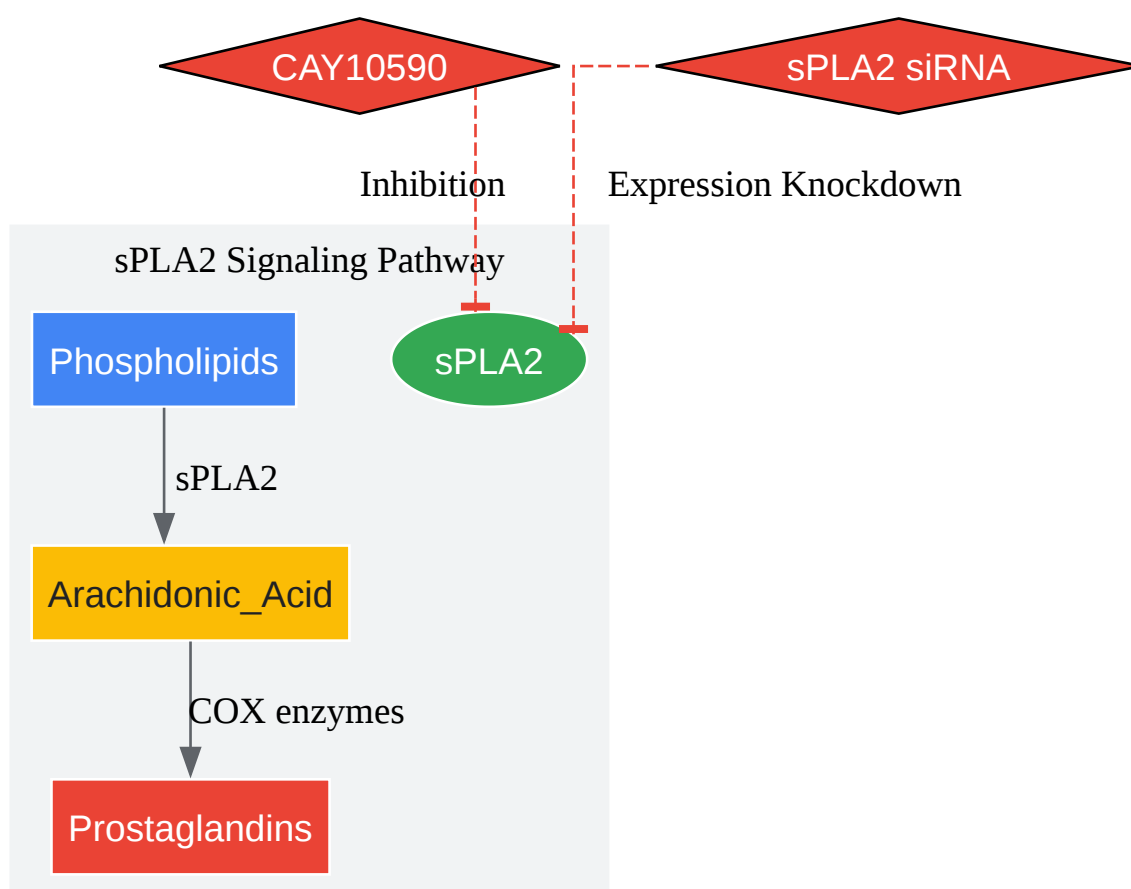 CAY10590
sPLA2 siRNA
Inhibition
Expression Knockdown
sPLA2 Signaling Pathway
Phospholipids
sPLA2
sPLA2
Arachidonic_Acid
COX enzymes
Prostaglandins